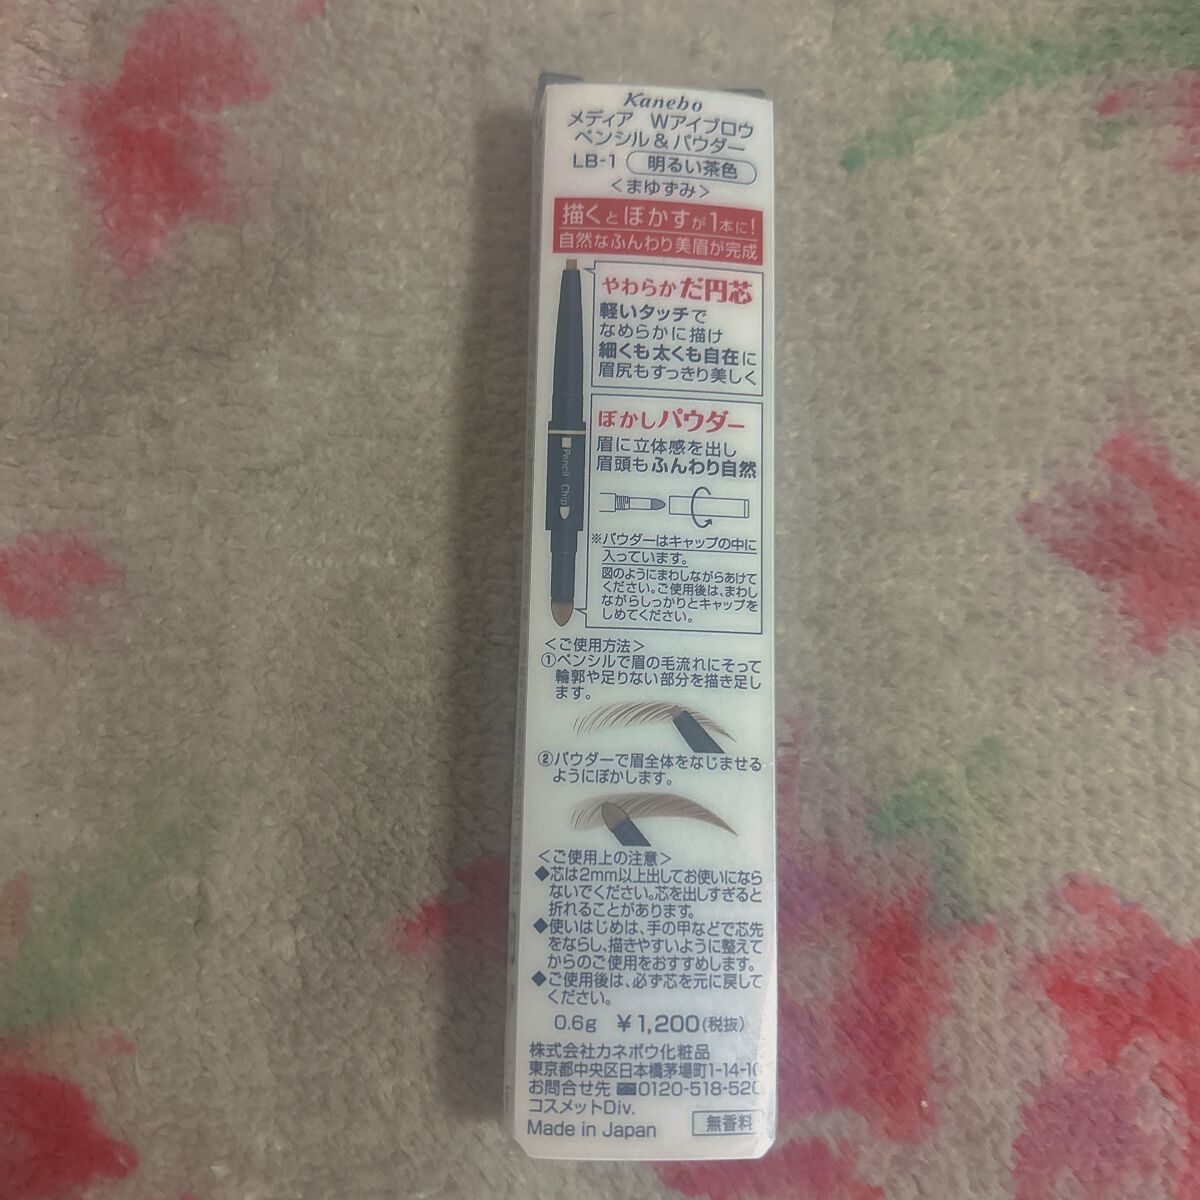 Kanebo
メディア Wアイブロウ
ペンシル＆パウダー
LB-1 明るい茶色
＜まゆずみ＞
描くとぼかすが1本に!
自然なふんわり美眉が完成
やわらかだ円芯
軽いタッチで
なめらかに描け
細くも太くも自在に
眉尻もすっきり美しく
ぼかしパウダー
眉に立体感を出し
眉頭もふんわり自然
Pencil Chip
※パウダーはキャップの中に
入っています。
図のようにまわしながらあけて
ください。ご使用後は、まわし
ながらしっかりとキャップを
しめてください。
＜ご使用方法＞
①ペンシルで眉の毛流れにそって
輪郭や足りない部分を描き足し
ます。
②パウダーで眉全体をなじませる
ようにぼかします。
＜ご使用上の注意＞
◆芯は2mm以上出してお使いになら
ないでください。芯を出しすぎると
折れることがあります。
◆使いはじめは、手の甲などで芯先
をならし、描きやすいように整えて
からのご使用をおすすめします。
◆ご使用後は、必ず芯を元に戻して
ください。
0.6g ￥1,200(税抜)
株式会社カネボウ化粧品
東京都中央区日本橋茅場町1-14-10
お問合せ先 0120-518-520
コスメットDiv.
Made in Japan 無香料